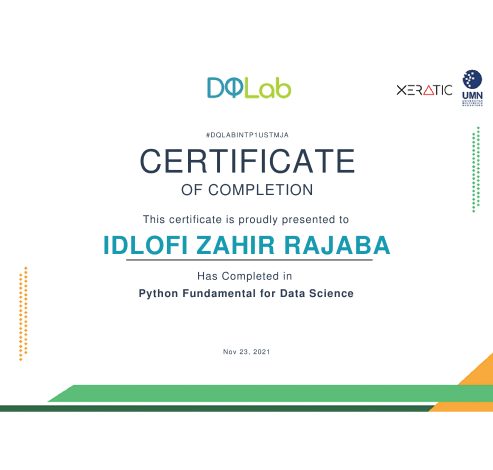 DQLab
XERATIC
UMN
#DQLABINTP1USTMJA
CERTIFICATE
OF COMPLETION
This certificate is proudly presented to
IDLOFI ZAHIR RAJABA
Has Completed in
Python Fundamental for Data Science
Nov 23, 2021